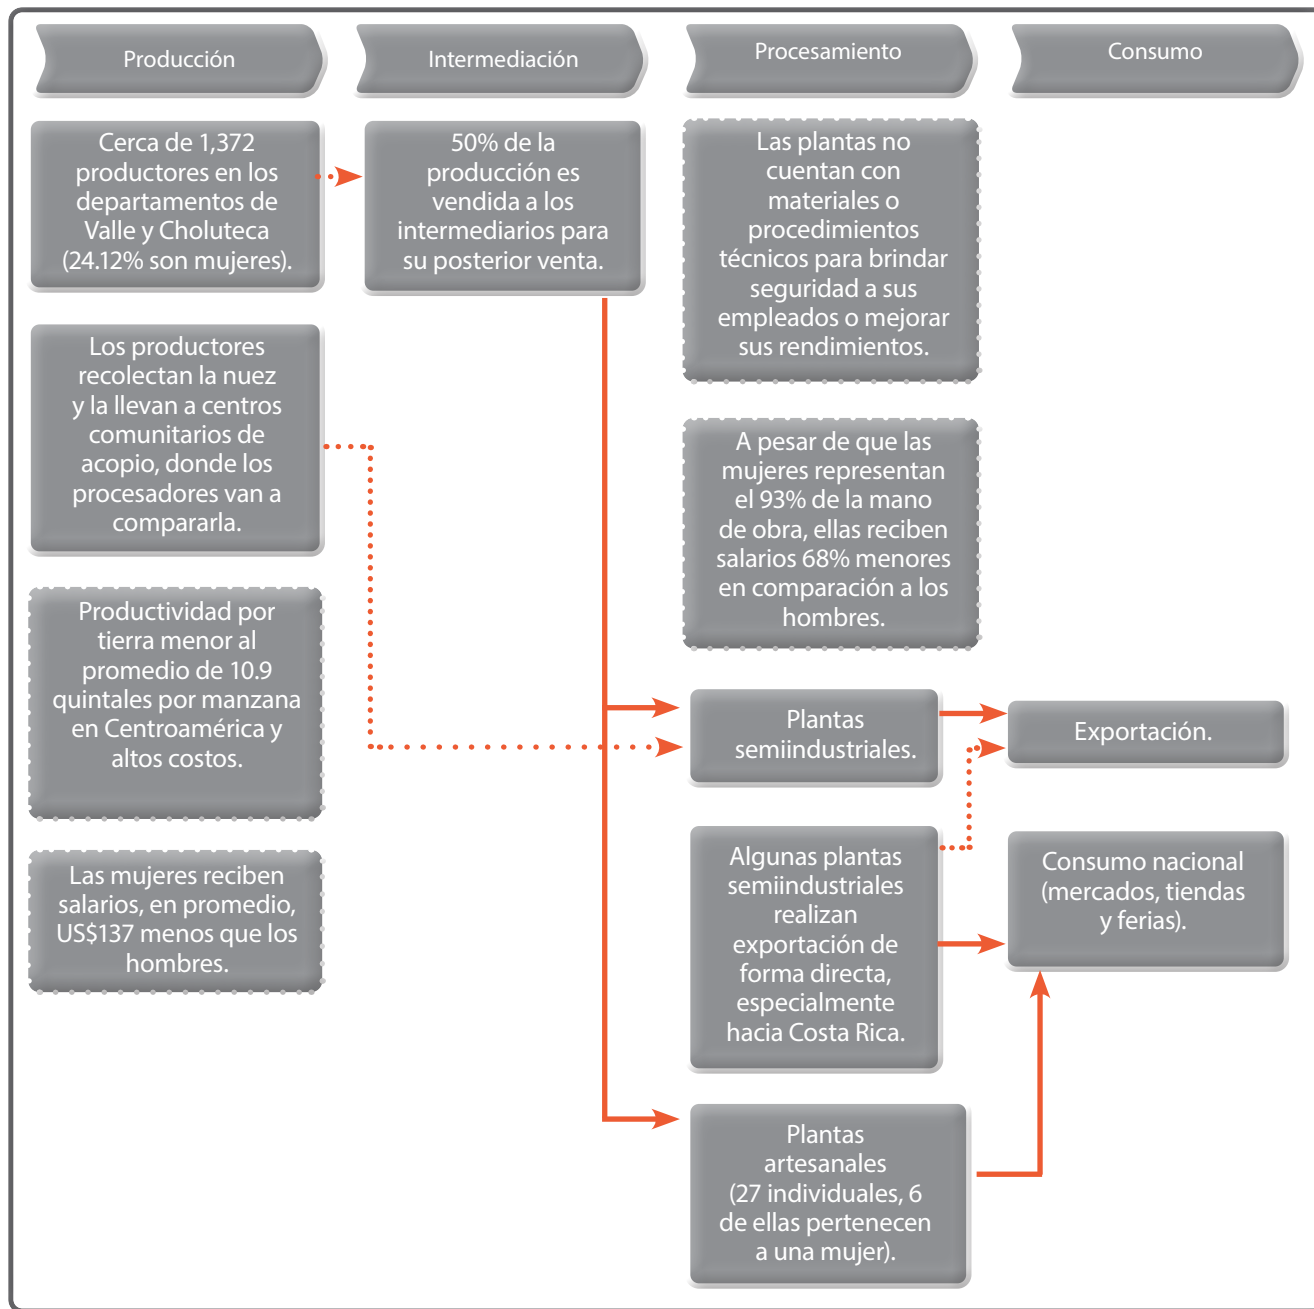 Producción
Intermediación
Procesamiento
Consumo
Cerca de 1,372
productores en los
departamentos de
Valle y Choluteca
(24.12% son mujeres).
Los productores
recolectan la nuez
y la llevan a centros
comunitarios de
acopio, donde los
procesadores van a
compararla.
Productividad por
tierra menor al
promedio de 10.9
quintales por manzana
en Centroamérica y
altos costos.
Las mujeres reciben
salarios, en promedio,
US$137 menos que los
hombres.
50% de la
producción es
vendida a los
intermediarios para
su posterior venta.
Las plantas no
cuentan con
materiales o
procedimientos
técnicos para brindar
seguridad a sus
empleados o mejorar
sus rendimientos.
A pesar de que las
mujeres representan
el 93% de la mano
de obra, ellas reciben
salarios 68% menores
en comparación a los
hombres.
Plantas
semiindustriales.
Algunas plantas
semiindustriales
realizan
exportación de
forma directa,
especialmente
hacia Costa Rica.
Plantas
artesanales
(27 individuales, 6
de ellas pertenecen
a una mujer).
Exportación.
Consumo nacional
(mercados, tiendas
y ferias).